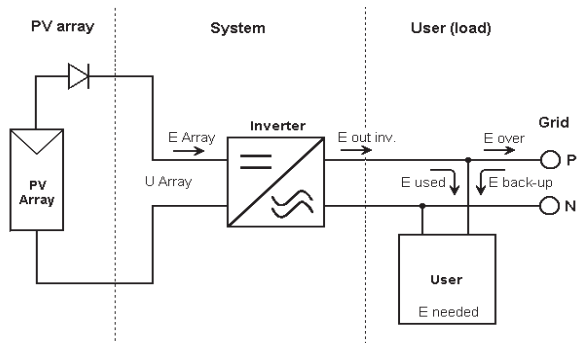 PV array
System
User (load)
E Array
Inverter
E out inv.
E over
Grid
P
PV
Array
U Array
E used
E back-up
N
User
E needed